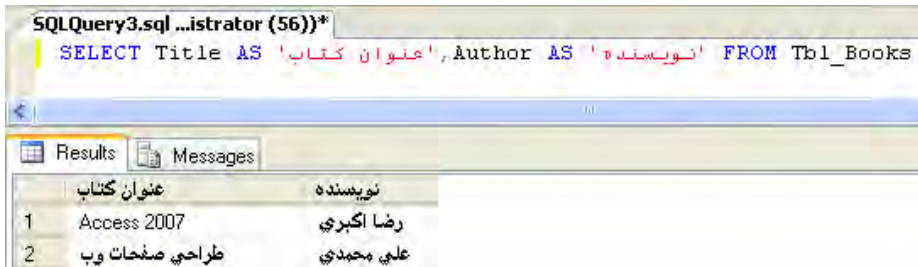 SQLQuery3.sql ...istrator (56))*
SELECT Title AS 'عنوان کتاب',Author AS 'نویسنده' FROM Tbl_Books
Results Messages
عنوان کتاب نویسنده
1 Access 2007 رضا اکبري
2 طراحي صفحات وب علي محمدي